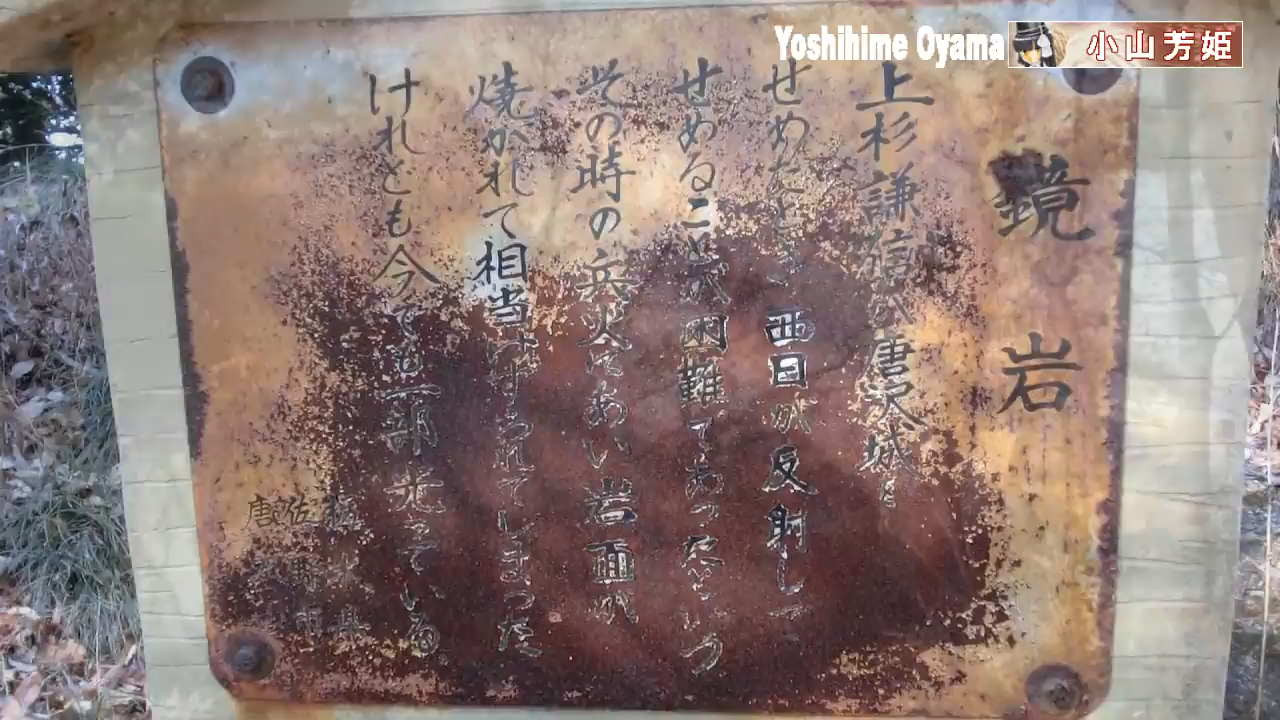 Yoshihime Oyama 小山芳姫
鏡岩
上杉謙信が唐沢城を
せめたとき西日が反射して
せめることが困難であったという
その時の兵火にあい岩面が
焼かれて相当けずられてしまった
けれども今でも一部光っている
佐野市
唐